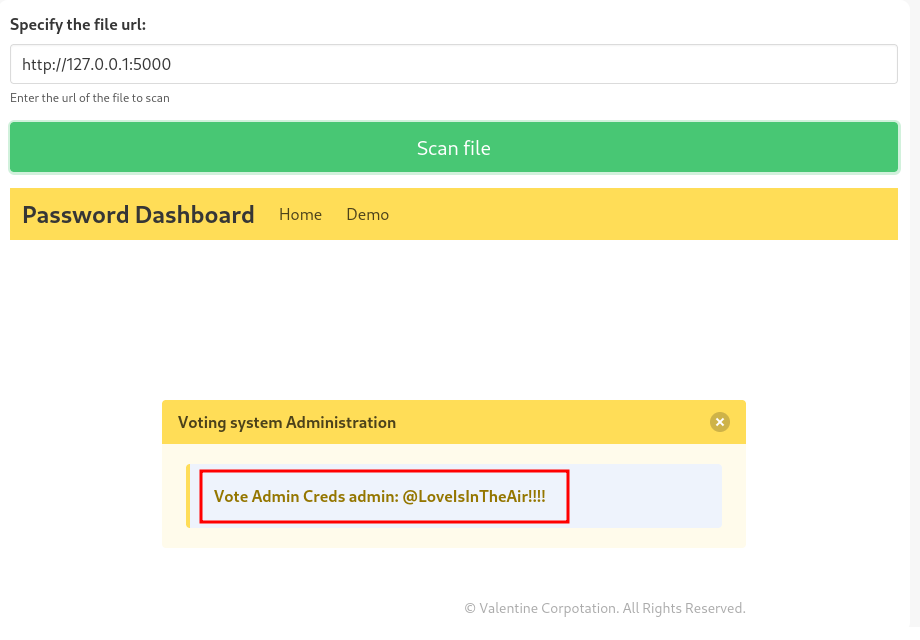 Specify the file url:
http://127.0.0.1:5000
Enter the url of the file to scan
Scan file
Password Dashboard Home Demo
Voting system Administration
Vote Admin Creds admin: @LoveIsInTheAir!!!!
© Valentine Corpotation. All Rights Reserved.